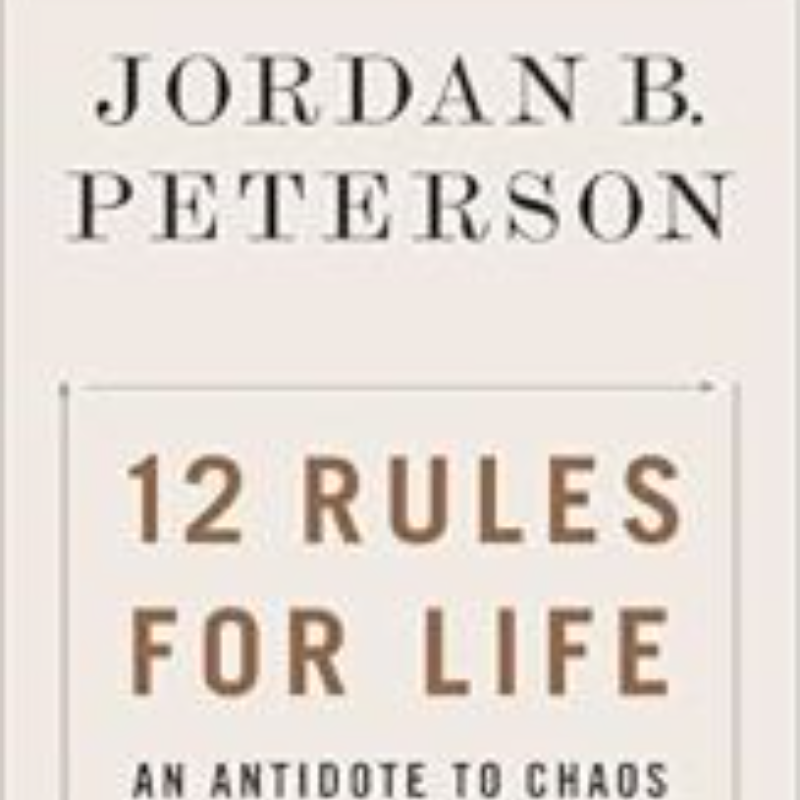 JORDAN B.
PETERSON
12 RULES
FOR LIFE
AN ANTIDOTE TO CHAOS